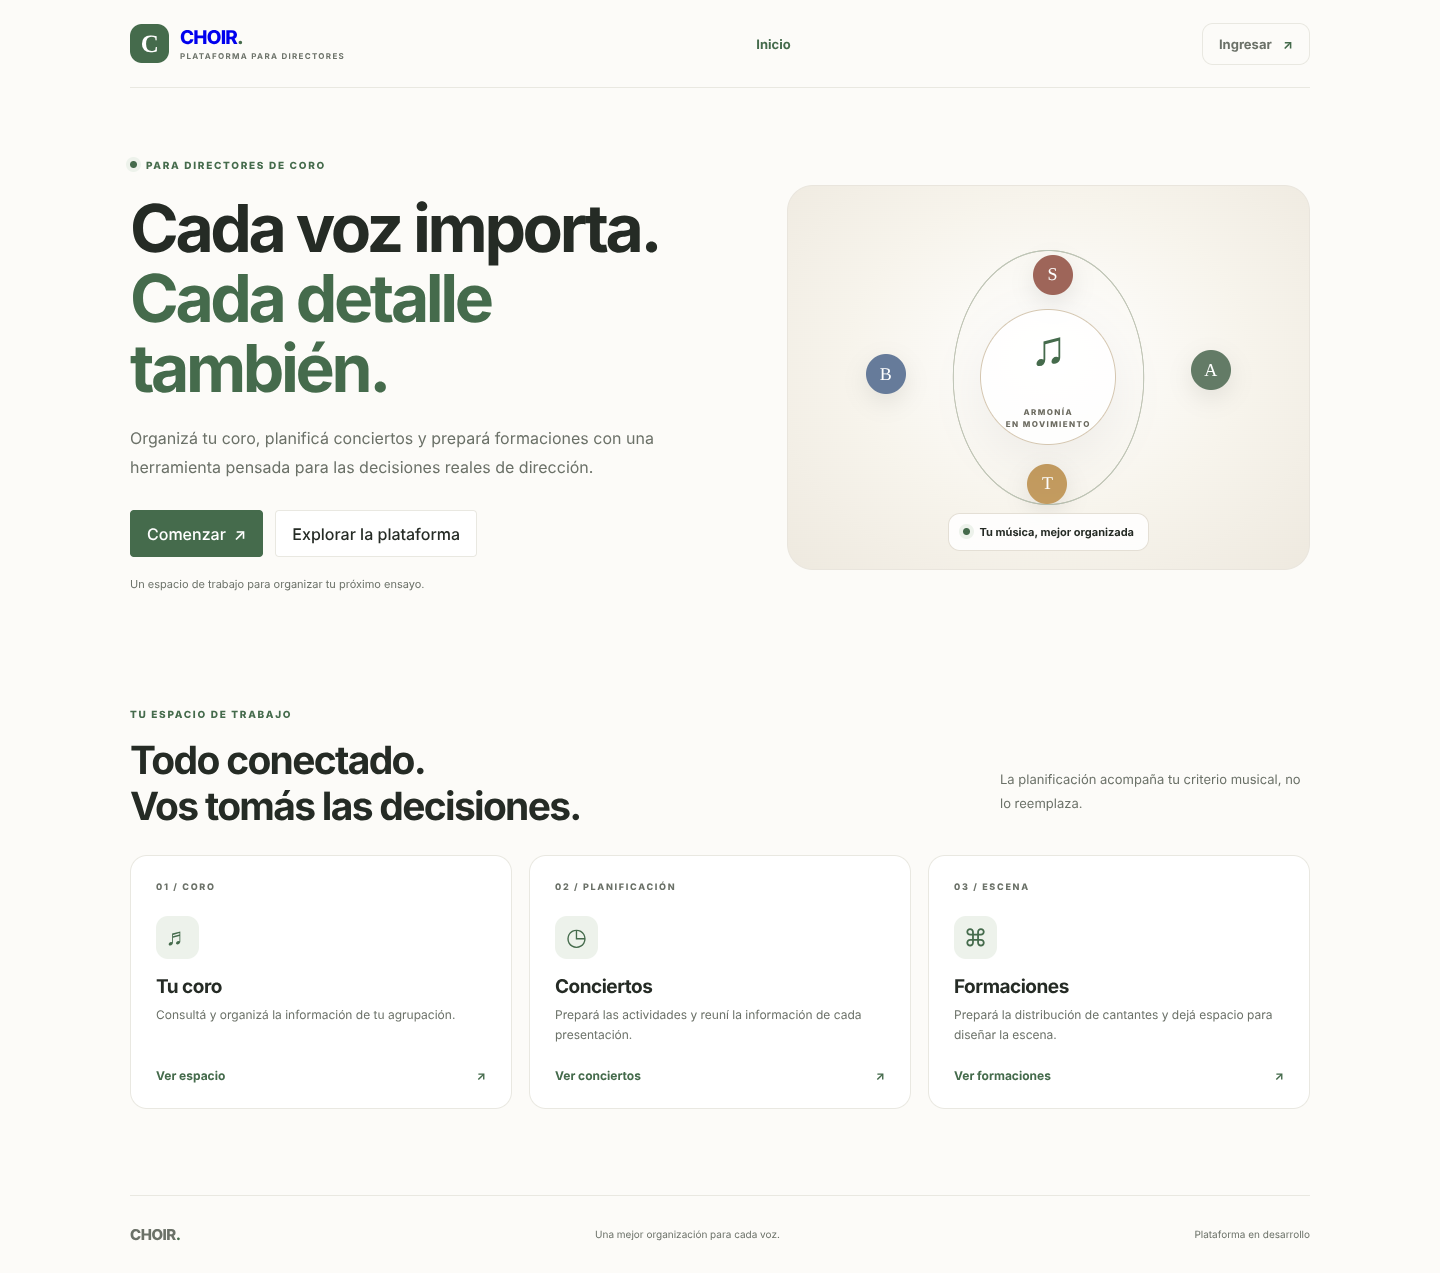 C
CHOIR.
PLATAFORMA PARA DIRECTORES
Inicio
Ingresar ↗
PARA DIRECTORES DE CORO
Cada voz importa.
Cada detalle
también.
Organizá tu coro, planificá conciertos y prepará formaciones con una
herramienta pensada para las decisiones reales de dirección.
Comenzar ↗
Explorar la plataforma
Un espacio de trabajo para organizar tu próximo ensayo.
S
B
A
♫
ARMONÍA
EN MOVIMIENTO
T
Tu música, mejor organizada
TU ESPACIO DE TRABAJO
Todo conectado.
Vos tomás las decisiones.
La planificación acompaña tu criterio musical, no
lo reemplaza.
01 / CORO
♬
Tu coro
Consultá y organizá la información de tu agrupación.
Ver espacio ↗
02 / PLANIFICACIÓN
◷
Conciertos
Prepará las actividades y reuní la información de cada
presentación.
Ver conciertos ↗
03 / ESCENA
⌘
Formaciones
Prepará la distribución de cantantes y dejá espacio para
diseñar la escena.
Ver formaciones ↗
CHOIR.
Una mejor organización para cada voz.
Plataforma en desarrollo